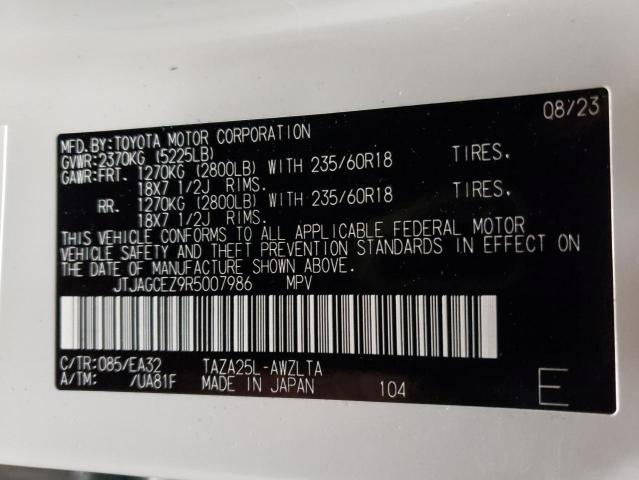 08/23
MFD.BY:TOYOTA MOTOR CORPORATION
GVWR:2370KG (5225LB)
GAWR:FRT. 1270KG (2800LB) WITH 235/60R18 TIRES,
18X7 1/2J RIMS.
RR. 1270KG (2800LB) WITH 235/60R18 TIRES,
18X7 1/2J RIMS.
THIS VEHICLE CONFORMS TO ALL APPLICABLE FEDERAL MOTOR
VEHICLE SAFETY AND THEFT PREVENTION STANDARDS IN EFFECT ON
THE DATE OF MANUFACTURE SHOWN ABOVE.
JTJAGCEZ9R5007986 MPV
C/TR:085/EA32 TAZA25L-AWZLTA
A/TM: /UA81F MADE IN JAPAN 104 E